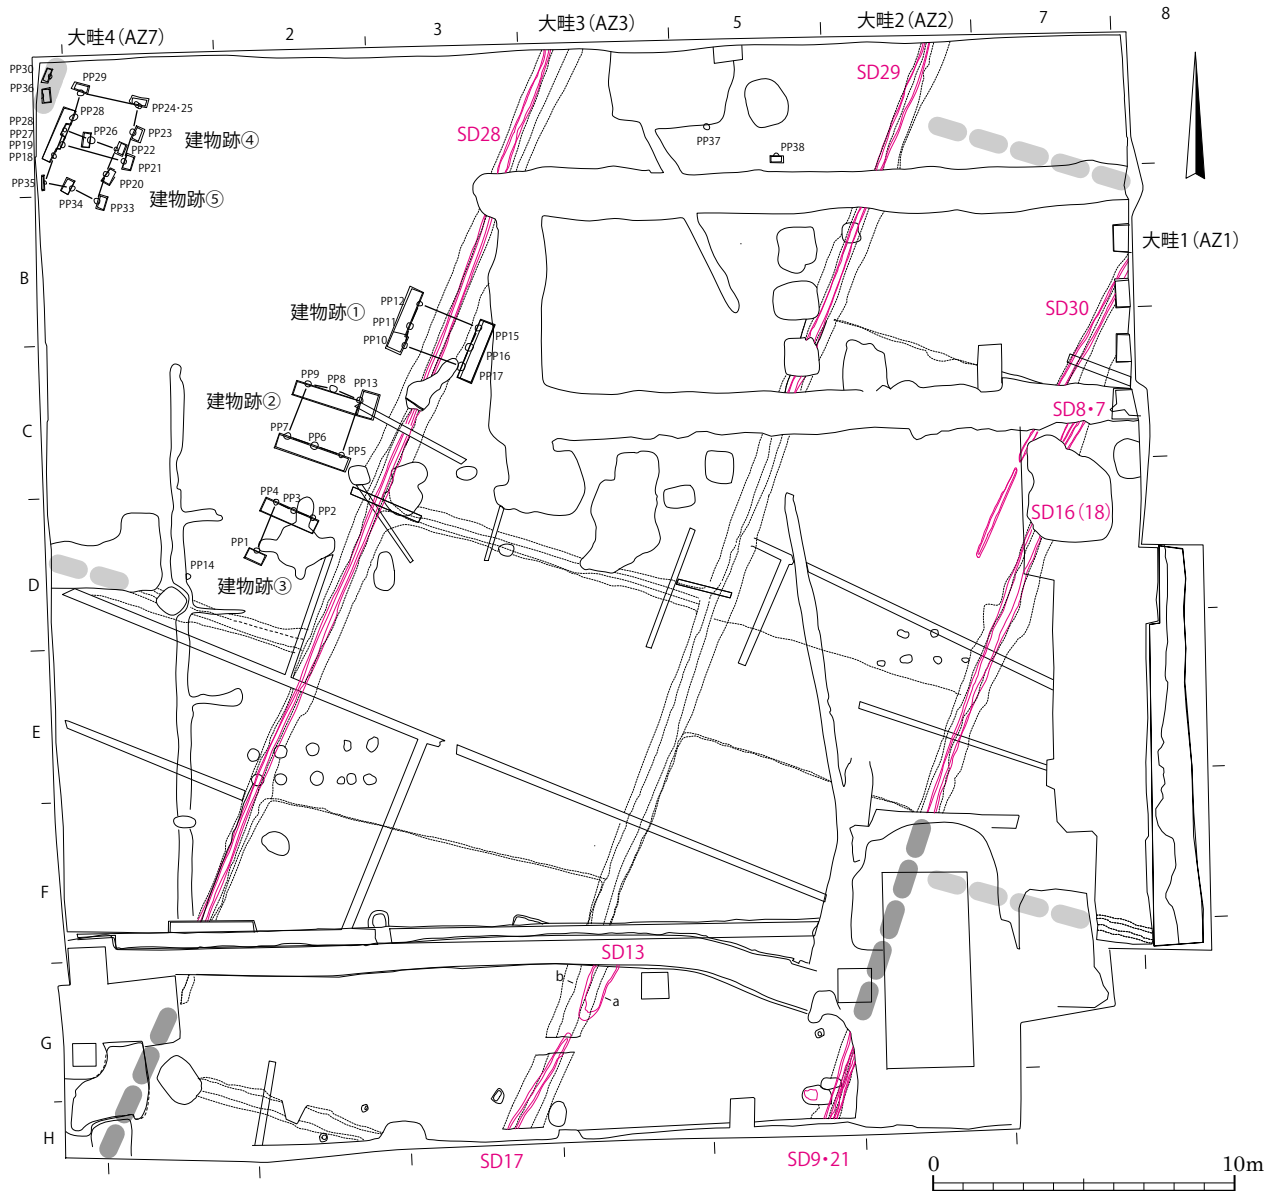 大畦4(AZ7)
2
3
大畦3(AZ3)
5
大畦2(AZ2)
7
8
PP30
PP36
PP29
PP24・25
SD29
PP28
PP28
PP27
PP19
PP18
PP26
PP23
PP22
PP21
建物跡④
SD28
PP37
PP38
PP35
PP34
PP20
PP33
建物跡⑤
大畦1(AZ1)
B
建物跡①
PP12
PP11
PP10
PP15
PP16
PP17
SD30
PP9
PP8
PP13
建物跡②
SD8・7
C
PP7
PP6
PP5
PP4
PP3
PP2
SD16(18)
PP1
PP14
D
建物跡③
E
F
SD13
b
a
G
H
SD17
SD9・21
0
10m